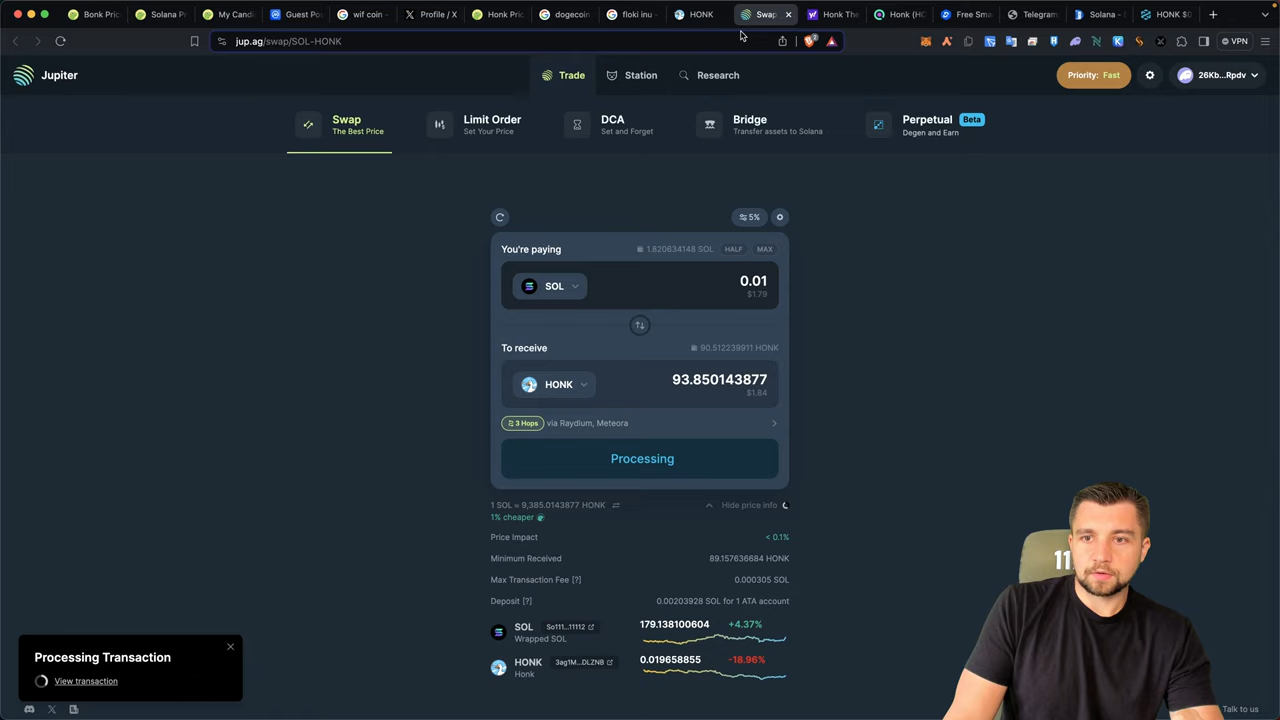 Bonk Pric
Solana Pr
My Candi
Guest Pos
wif coin -
Profile / X
Honk Pric
dogecoin
floki inu -
HONK
Swap
Honk The
Honk (HO
Free Sma
Telegram
Solana -
HONK $0
jup.ag/swap/SOL-HONK
2
VPN
Jupiter
Trade
Station
Research
Priority: Fast
26Kb...Rpdv
Swap
The Best Price
Limit Order
Set Your Price
DCA
Set and Forget
Bridge
Transfer assets to Solana
Perpetual Beta
Degen and Earn
5%
You're paying
1.820634148 SOL HALF MAX
SOL
0.01
$1.79
To receive
90.512239911 HONK
HONK
93.850143877
$1.84
3 Hops via Raydium, Meteora
Processing
1 SOL ≈ 9,385.0143877 HONK
Hide price info
1% cheaper
Price Impact < 0.1%
Minimum Received 89.157636684 HONK
Max Transaction Fee [?] 0.000305 SOL
Deposit [?] 0.00203928 SOL for 1 ATA account
SOL So111...11112 179.138100604 +4.37%
Wrapped SOL
HONK 3ag1M...DLZNB 0.019658855 -18.96%
Honk
Processing Transaction
View transaction
11
Talk to us